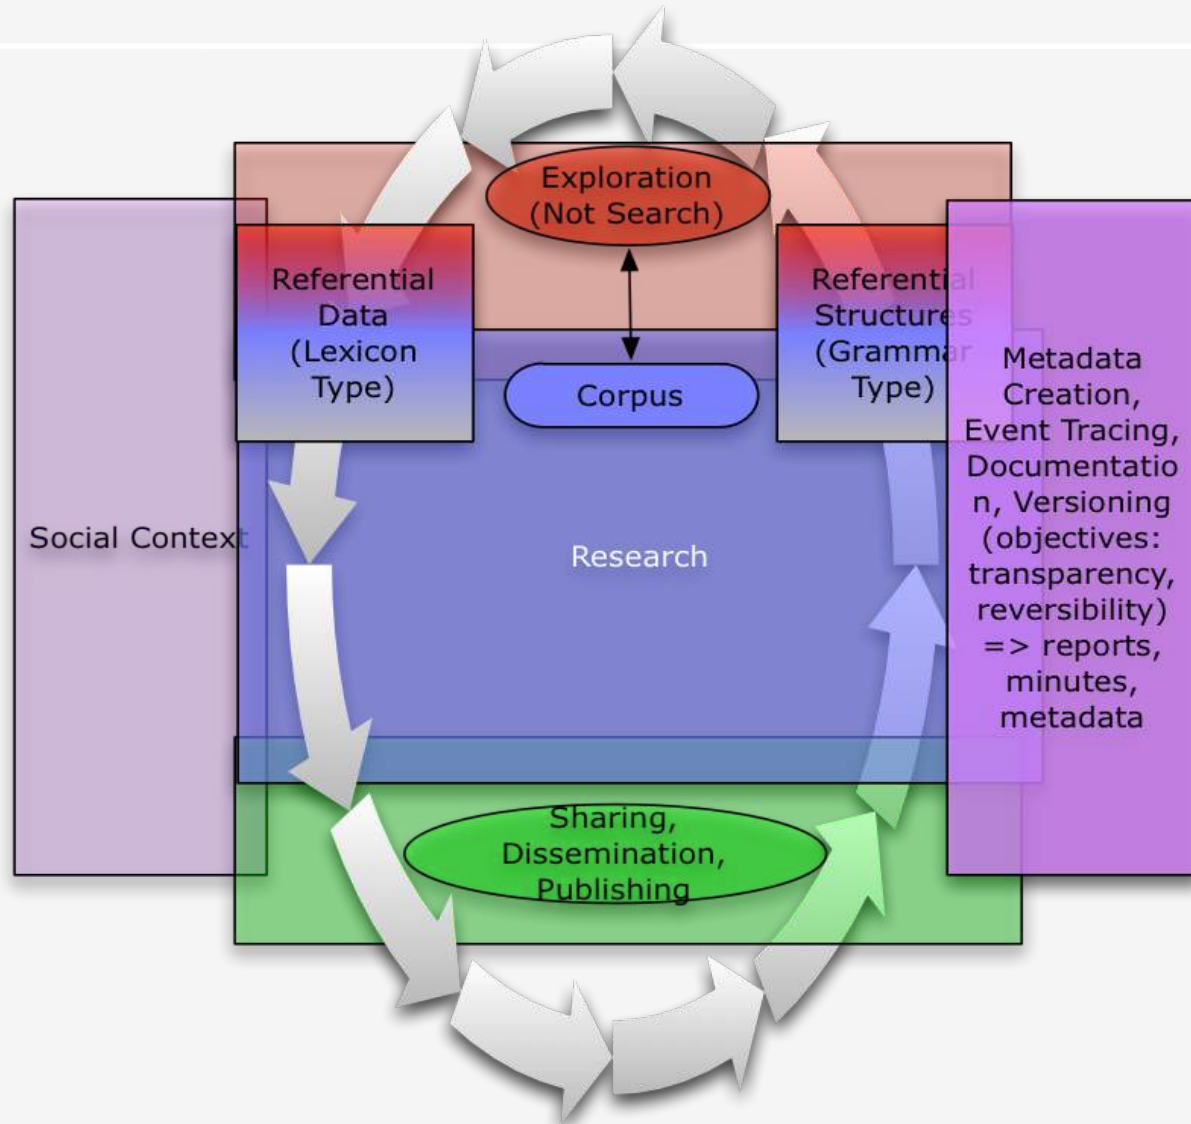 Exploration
(Not Search)
Referential
Data
(Lexicon
Type)
Referential
Structures
(Grammar
Type)
Corpus
Metadata
Creation,
Event Tracing,
Documentatio
n, Versioning
(objectives:
transparency,
reversibility)
=> reports,
minutes,
metadata
Social Context
Research
Sharing,
Dissemination,
Publishing